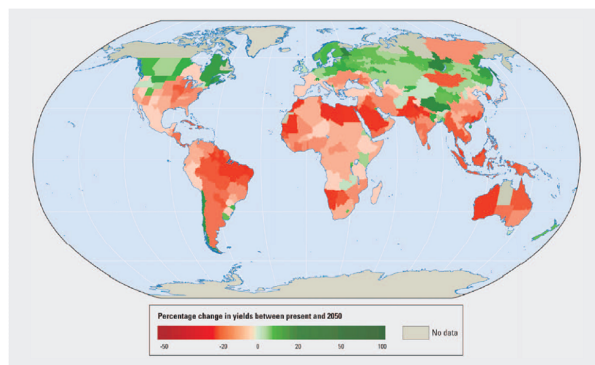 Percentage change in yields between present and 2050
No data
-50 -20 0 20 50 100